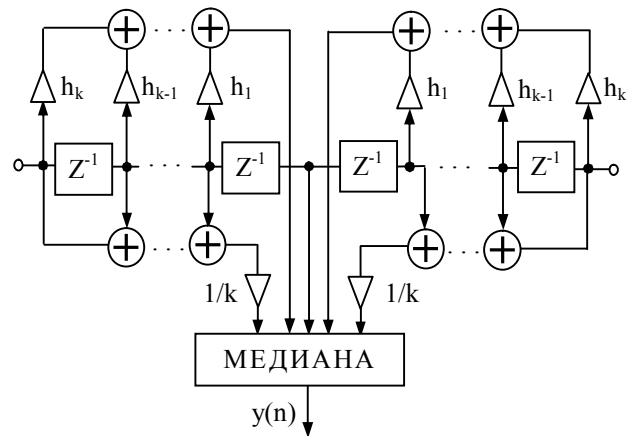 h_k h_{k-1} h_1 h_1 h_{k-1} h_k
Z^{-1} Z^{-1} Z^{-1} Z^{-1}
1/k 1/k
МЕДИАНА
y(n)